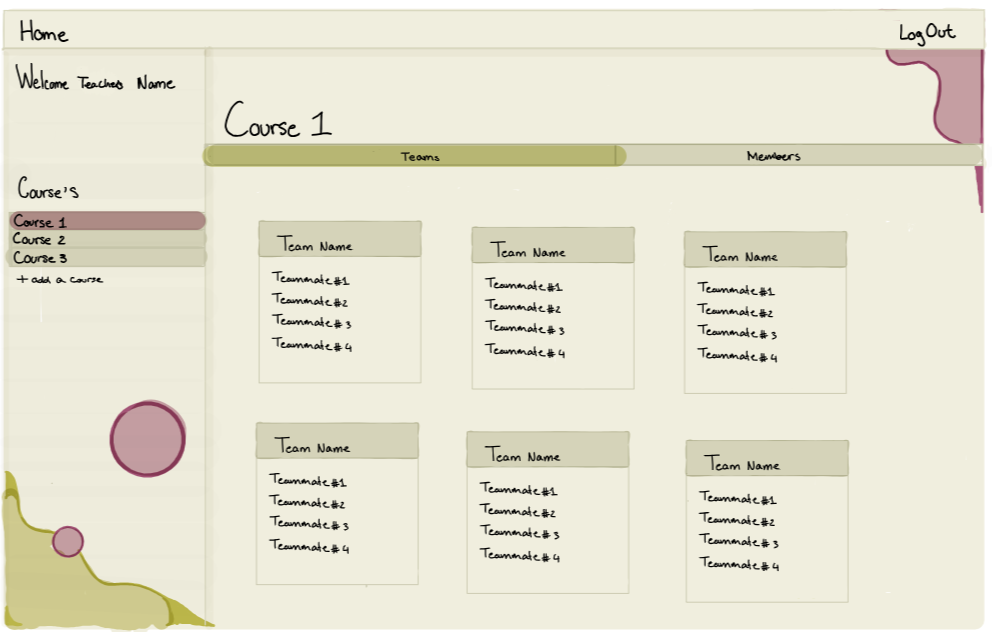 Home
LogOut
Welcome Teachers Name
Course 1
Teams
Members
Course's
Course 1
Course 2
Course 3
+ add a course
Team Name
Teammate #1
Teammate #2
Teammate # 3
Teammate # 4
Team Name
Teammate #1
Teammate #2
Teammate # 3
Teammate # 4
Team Name
Teammate #1
Teammate #2
Teammate # 3
Teammate # 4
Team Name
Teammate #1
Teammate #2
Teammate # 3
Teammate # 4
Team Name
Teammate #1
Teammate #2
Teammate # 3
Teammate # 4
Team Name
Teammate #1
Teammate #2
Teammate # 3
Teammate # 4